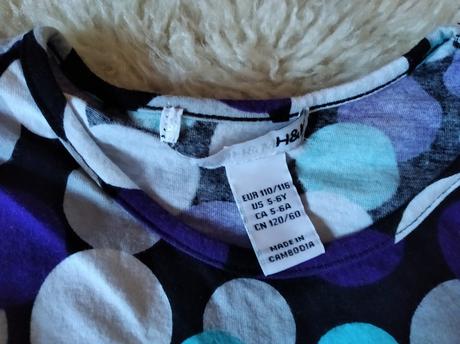 H&M
EUR 110/116
US 5-6Y
CA 5-6A
CN 120/60
MADE IN
CAMBODIA